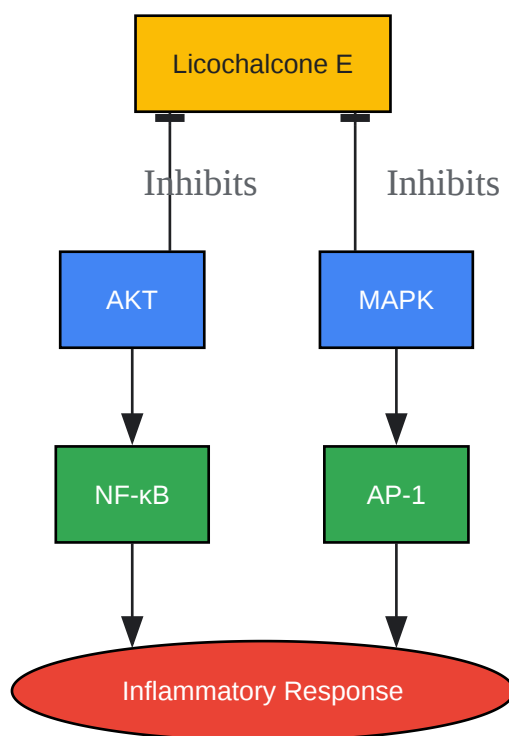 Licochalcone E
Inhibits
Inhibits
AKT
MAPK
NF-κB
AP-1
Inflammatory Response